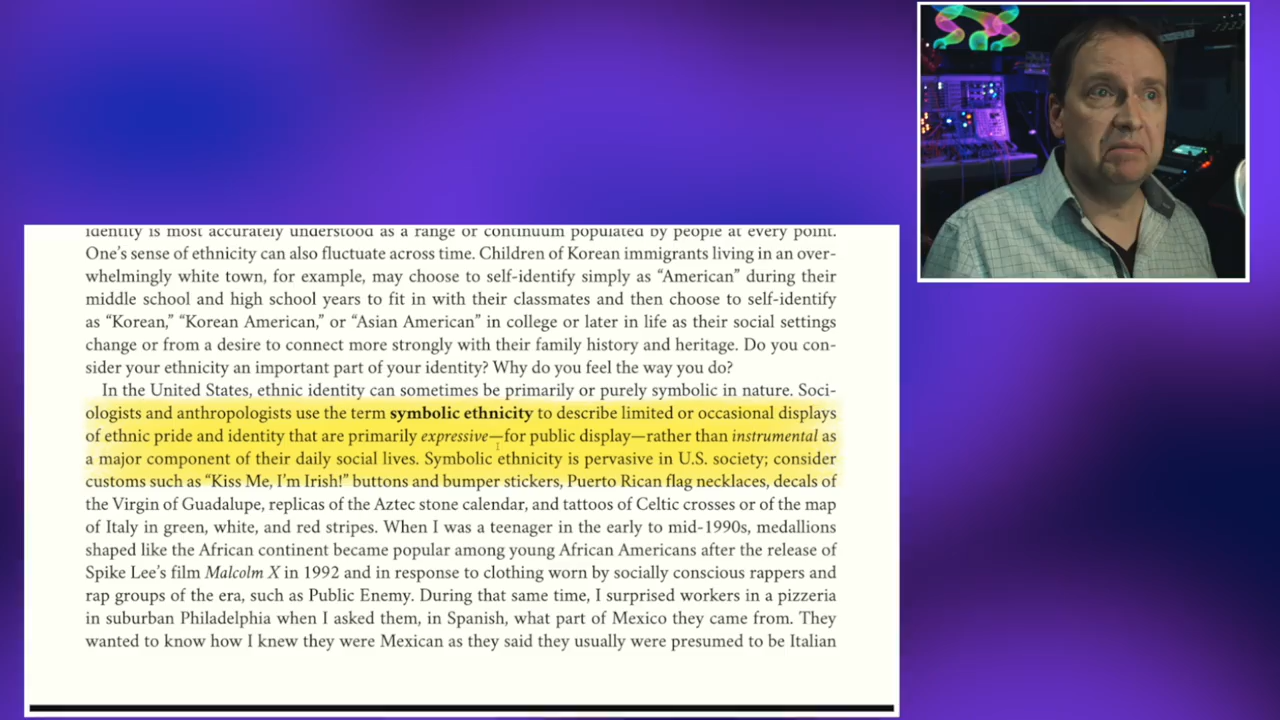 identity is most accurately understood as a range or continuum populated by people at every point.
One’s sense of ethnicity can also fluctuate across time. Children of Korean immigrants living in an over-
whelmingly white town, for example, may choose to self-identify simply as “American” during their
middle school and high school years to fit in with their classmates and then choose to self-identify
as “Korean,” “Korean American,” or “Asian American” in college or later in life as their social settings
change or from a desire to connect more strongly with their family history and heritage. Do you con-
sider your ethnicity an important part of your identity? Why do you feel the way you do?
In the United States, ethnic identity can sometimes be primarily or purely symbolic in nature. Soci-
ologists and anthropologists use the term symbolic ethnicity to describe limited or occasional displays
of ethnic pride and identity that are primarily expressive—for public display—rather than instrumental as
a major component of their daily social lives. Symbolic ethnicity is pervasive in U.S. society; consider
customs such as “Kiss Me, I’m Irish!” buttons and bumper stickers, Puerto Rican flag necklaces, decals of
the Virgin of Guadalupe, replicas of the Aztec stone calendar, and tattoos of Celtic crosses or of the map
of Italy in green, white, and red stripes. When I was a teenager in the early to mid-1990s, medallions
shaped like the African continent became popular among young African Americans after the release of
Spike Lee’s film Malcolm X in 1992 and in response to clothing worn by socially conscious rappers and
rap groups of the era, such as Public Enemy. During that same time, I surprised workers in a pizzeria
in suburban Philadelphia when I asked them, in Spanish, what part of Mexico they came from. They
wanted to know how I knew they were Mexican as they said they usually were presumed to be Italian